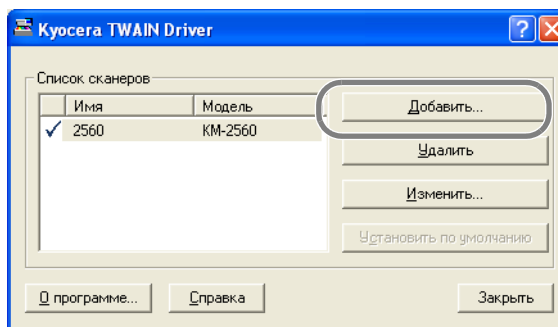 Kyocera TWAIN Driver
Список сканеров
Имя Модель
2560 KM-2560
Добавить...
Удалить
Изменить...
Установить по умолчанию
О программе... Справка Закрыть